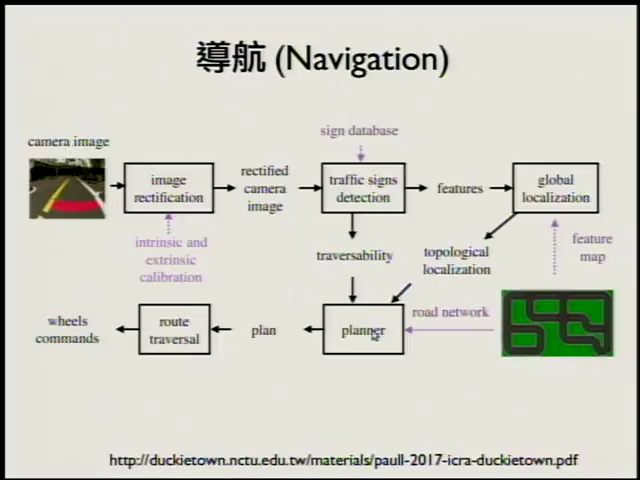 導航 (Navigation)
sign database
camera image
image
rectification
rectified
camera
image
traffic signs
detection
features
global
localization
intrinsic and
extrinsic
calibration
traversability
topological
localization
feature
map
wheels
commands
route
traversal
plan
planner
road network
http://duckietown.nctu.edu.tw/materials/paull-2017-icra-duckietown.pdf